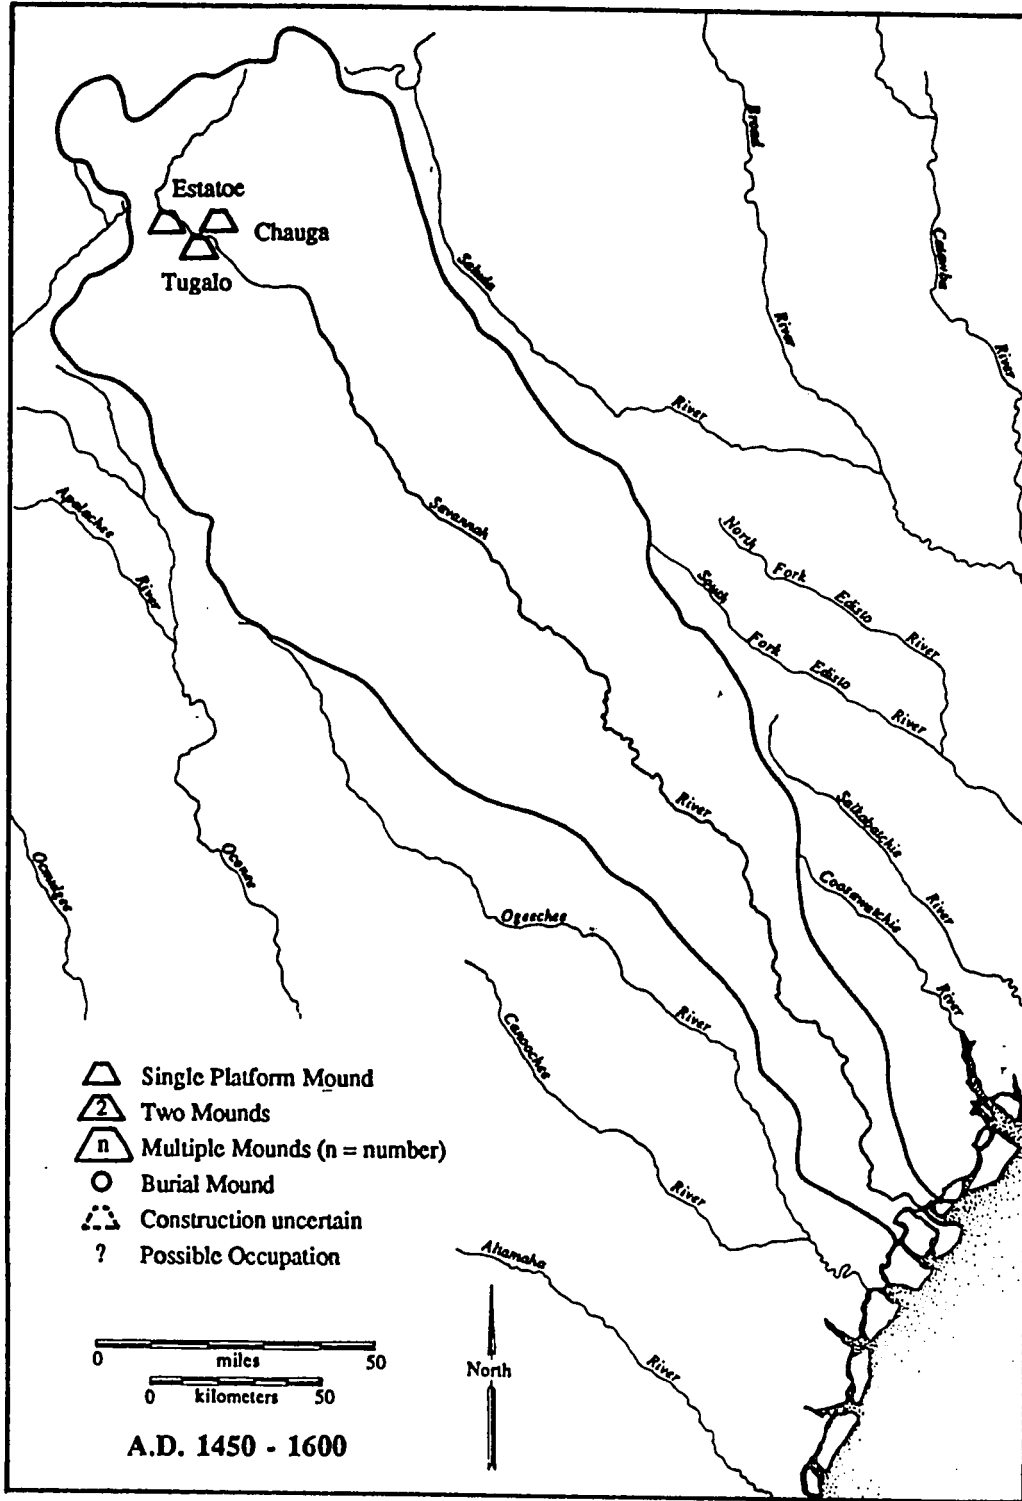 Broad
River
Catawba
River
Estatoe
Chauga
Tugalo
Saluda
River
Apalachee
River
Savannah
River
North
Fork
Edisto
River
South
Fork
Edisto
River
Salkahatchie
River
Coosawatchie
River
Ocmulgee
Oconee
Ogeechee
River
Canoochee
River
Altamaha
River
Single Platform Mound
2 Two Mounds
n Multiple Mounds (n = number)
Burial Mound
Construction uncertain
? Possible Occupation
0 miles 50
0 kilometers 50
North
A.D. 1450 - 1600